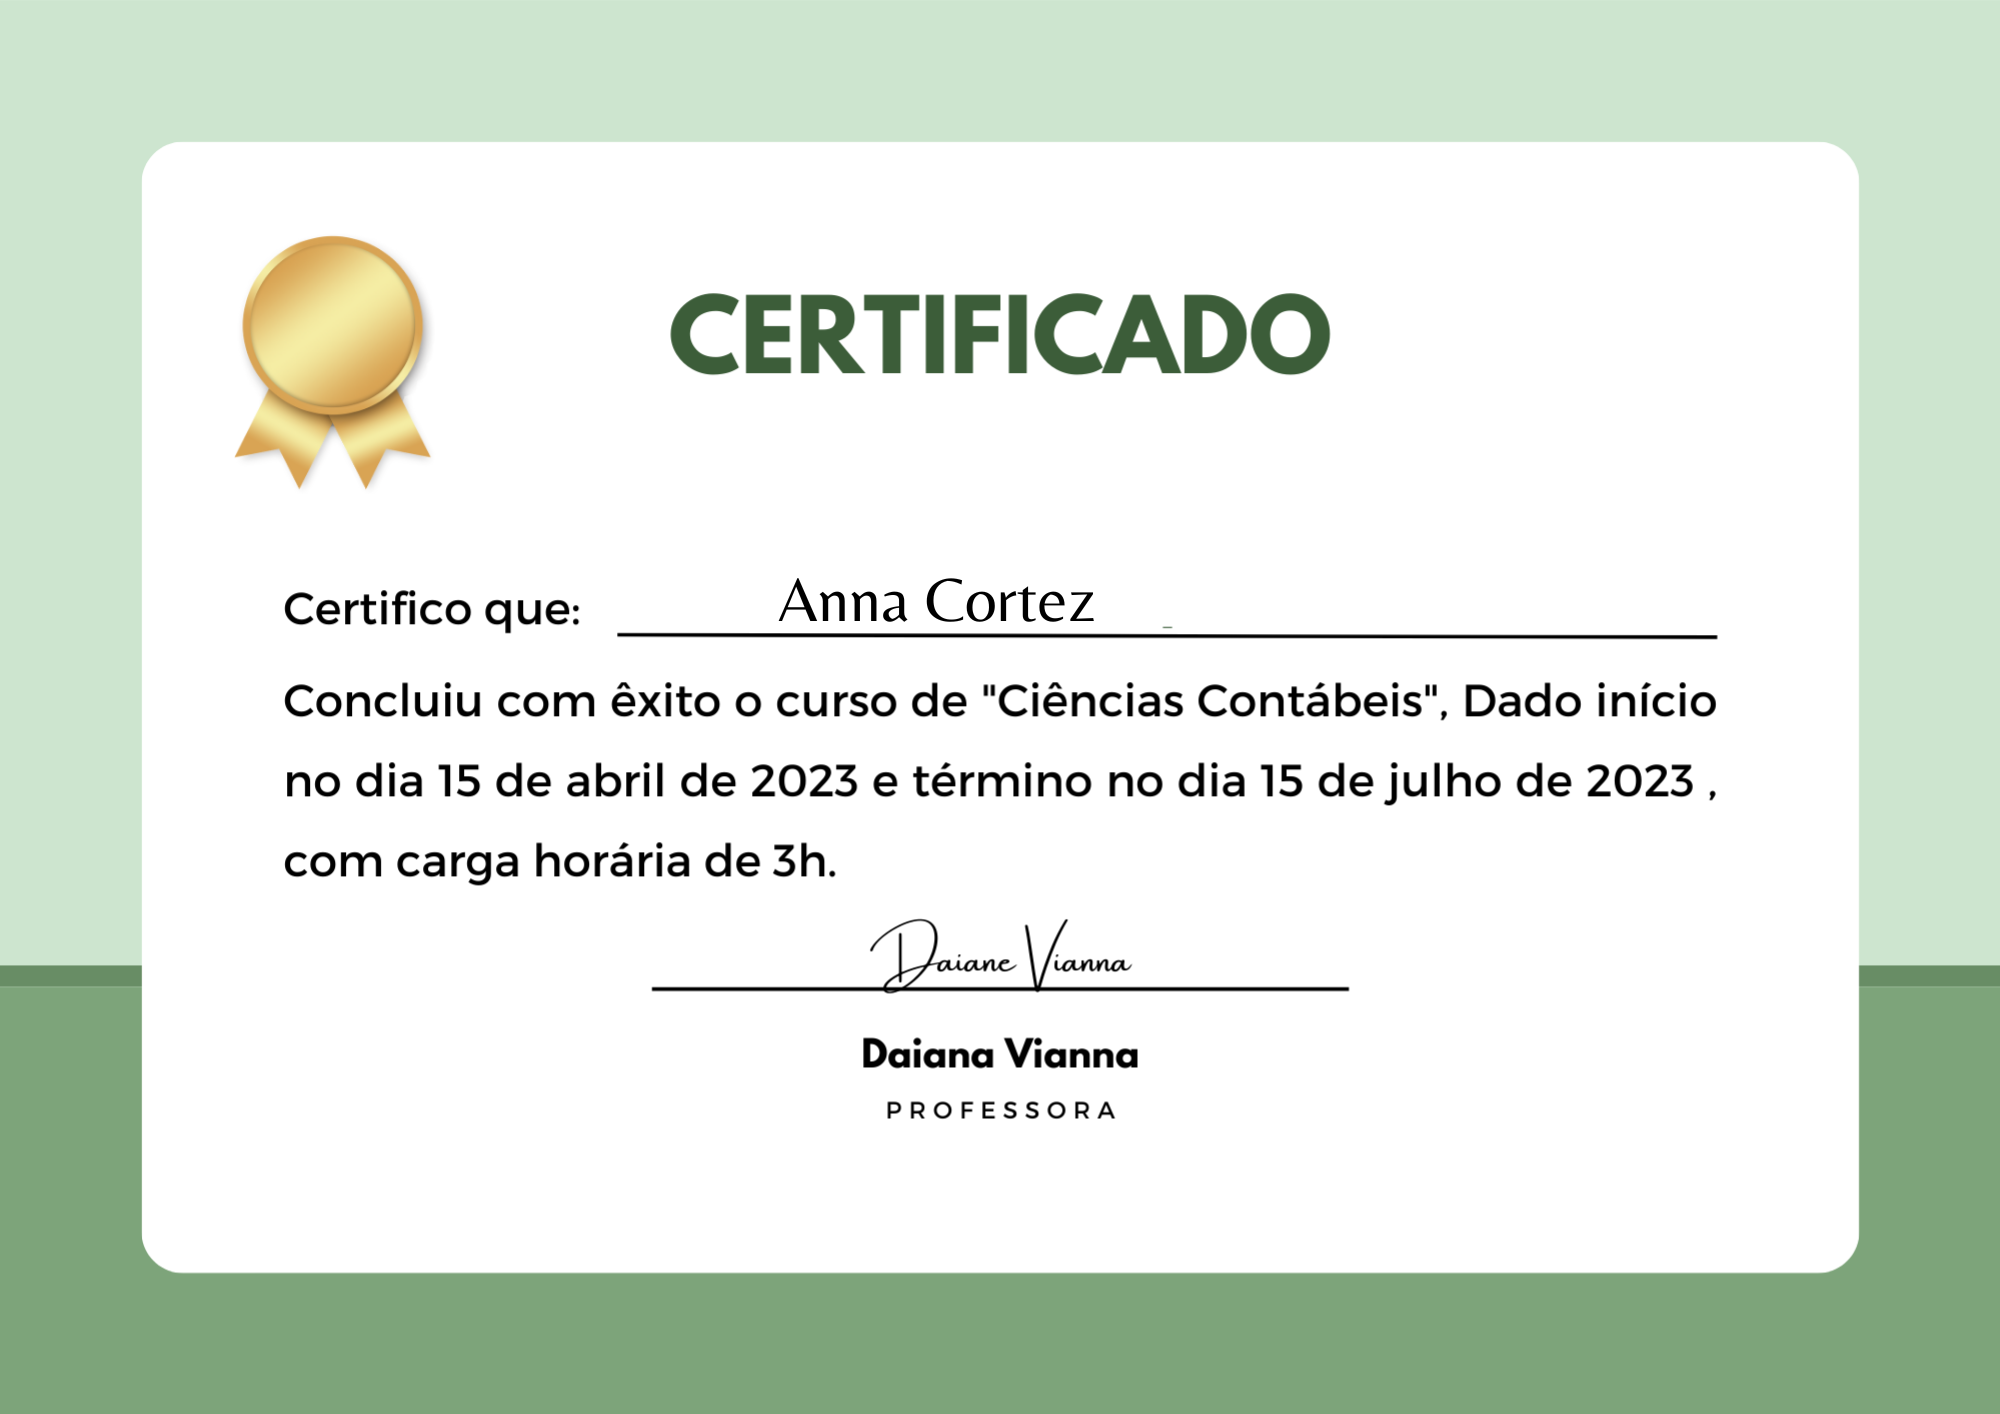 CERTIFICADO
Certifico que: Anna Cortez
Concluiu com êxito o curso de "Ciências Contábeis", Dado início
no dia 15 de abril de 2023 e término no dia 15 de julho de 2023 ,
com carga horária de 3h.
Daiane Vianna
Daiana Vianna
PROFESSORA